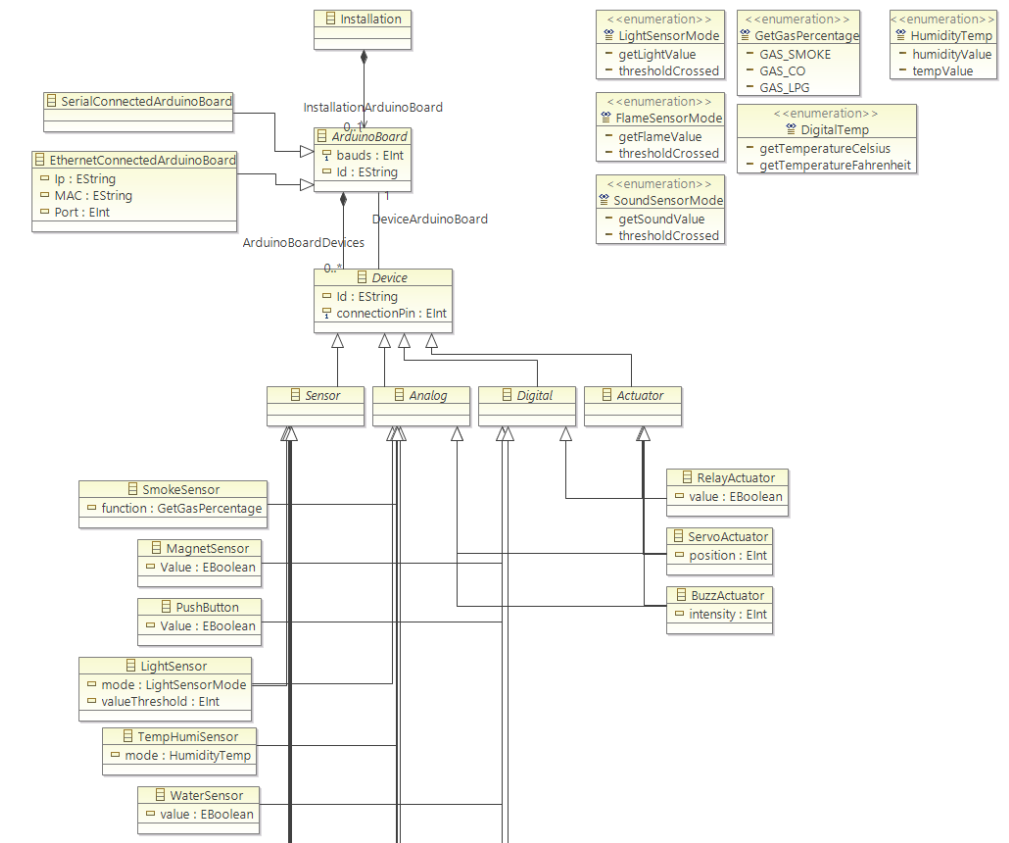 Installation
InstallationArduinoBoard
0..1*
SerialConnectedArduinoBoard
EthernetConnectedArduinoBoard
Ip : EString
MAC : EString
Port : EInt
ArduinoBoard
bauds : EInt
Id : EString
1
DeviceArduinoBoard
ArduinoBoardDevices
0..*
Device
Id : EString
connectionPin : EInt
<<enumeration>>
LightSensorMode
getLightValue
thresholdCrossed
<<enumeration>>
GetGasPercentage
GAS_SMOKE
GAS_CO
GAS_LPG
<<enumeration>>
HumidityTemp
humidityValue
tempValue
<<enumeration>>
FlameSensorMode
getFlameValue
thresholdCrossed
<<enumeration>>
DigitalTemp
getTemperatureCelsius
getTemperatureFahrenheit
<<enumeration>>
SoundSensorMode
getSoundValue
thresholdCrossed
Sensor
Analog
Digital
Actuator
SmokeSensor
function : GetGasPercentage
MagnetSensor
Value : EBoolean
PushButton
Value : EBoolean
LightSensor
mode : LightSensorMode
valueThreshold : EInt
TempHumiSensor
mode : HumidityTemp
WaterSensor
value : EBoolean
RelayActuator
value : EBoolean
ServoActuator
position : EInt
BuzzActuator
intensity : EInt